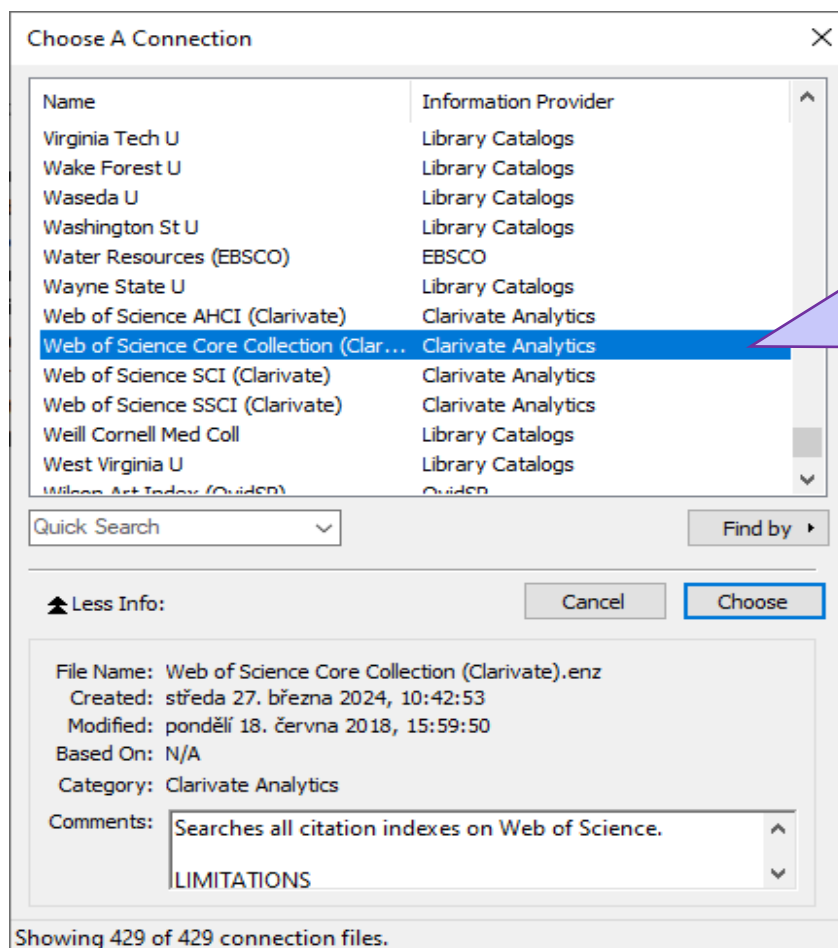 Choose A Connection
Name Information Provider
Virginia Tech U Library Catalogs
Wake Forest U Library Catalogs
Waseda U Library Catalogs
Washington St U Library Catalogs
Water Resources (EBSCO) EBSCO
Wayne State U Library Catalogs
Web of Science AHCI (Clarivate) Clarivate Analytics
Web of Science Core Collection (Clar... Clarivate Analytics
Web of Science SCI (Clarivate) Clarivate Analytics
Web of Science SSCI (Clarivate) Clarivate Analytics
Weill Cornell Med Coll Library Catalogs
West Virginia U Library Catalogs
Wilson Art Index (OvidSP) OvidSP
Quick Search Find by
Less Info: Cancel Choose
File Name: Web of Science Core Collection (Clarivate).enz
Created: středa 27. března 2024, 10:42:53
Modified: pondělí 18. června 2018, 15:59:50
Based On: N/A
Category: Clarivate Analytics
Comments: Searches all citation indexes on Web of Science.
LIMITATIONS
Showing 429 of 429 connection files.